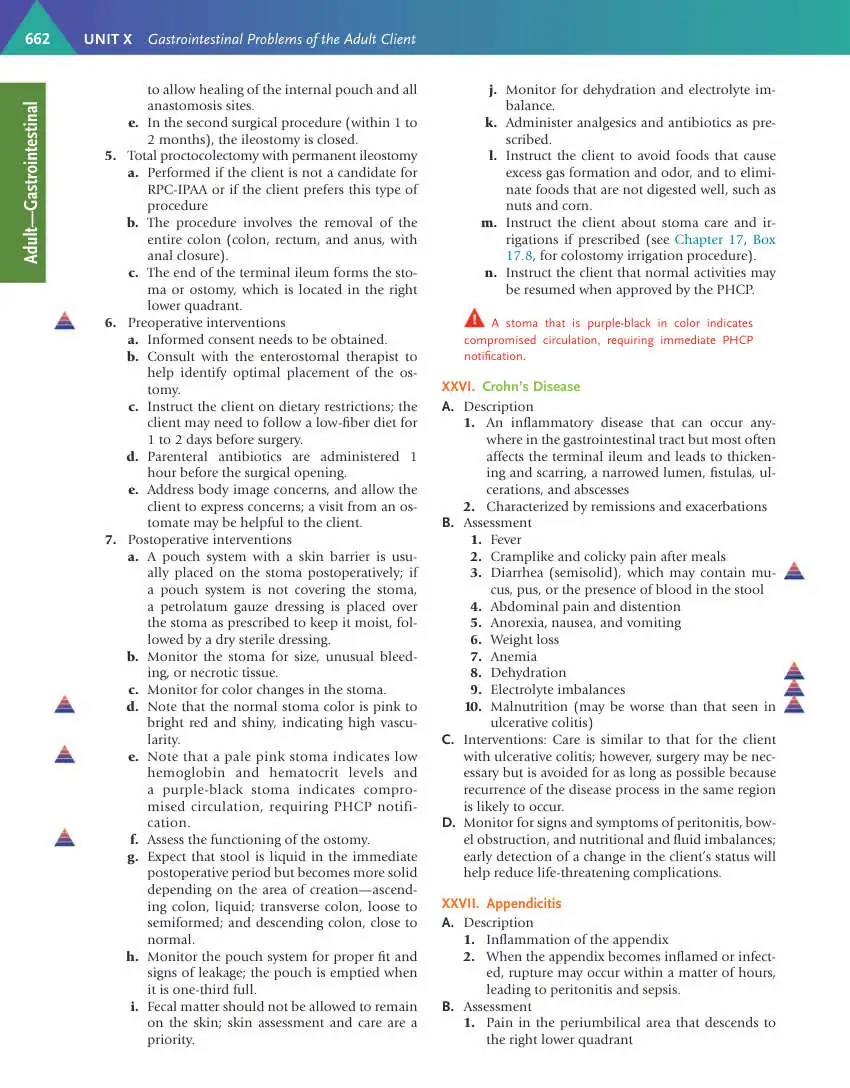 662 UNIT X Gastrointestinal Problems of the Adult Client
Adult—Gastrointestinal
to allow healing of the internal pouch and all
anastomosis sites.
e. In the second surgical procedure (within 1 to
2 months), the ileostomy is closed.
5. Total proctocolectomy with permanent ileostomy
a. Performed if the client is not a candidate for
RPC-IPAA or if the client prefers this type of
procedure
b. The procedure involves the removal of the
entire colon (colon, rectum, and anus, with
anal closure).
c. The end of the terminal ileum forms the sto-
ma or ostomy, which is located in the right
lower quadrant.
6. Preoperative interventions
a. Informed consent needs to be obtained.
b. Consult with the enterostomal therapist to
help identify optimal placement of the os-
tomy.
c. Instruct the client on dietary restrictions; the
client may need to follow a low-fiber diet for
1 to 2 days before surgery.
d. Parenteral antibiotics are administered 1
hour before the surgical opening.
e. Address body image concerns, and allow the
client to express concerns; a visit from an os-
tomate may be helpful to the client.
7. Postoperative interventions
a. A pouch system with a skin barrier is usu-
ally placed on the stoma postoperatively; if
a pouch system is not covering the stoma,
a petrolatum gauze dressing is placed over
the stoma as prescribed to keep it moist, fol-
lowed by a dry sterile dressing.
b. Monitor the stoma for size, unusual bleed-
ing, or necrotic tissue.
c. Monitor for color changes in the stoma.
d. Note that the normal stoma color is pink to
bright red and shiny, indicating high vascu-
larity.
e. Note that a pale pink stoma indicates low
hemoglobin and hematocrit levels and
a purple-black stoma indicates compro-
mised circulation, requiring PHCP notifi-
cation.
f. Assess the functioning of the ostomy.
g. Expect that stool is liquid in the immediate
postoperative period but becomes more solid
depending on the area of creation—ascend-
ing colon, liquid; transverse colon, loose to
semiformed; and descending colon, close to
normal.
h. Monitor the pouch system for proper fit and
signs of leakage; the pouch is emptied when
it is one-third full.
i. Fecal matter should not be allowed to remain
on the skin; skin assessment and care are a
priority.
j. Monitor for dehydration and electrolyte im-
balance.
k. Administer analgesics and antibiotics as pre-
scribed.
l. Instruct the client to avoid foods that cause
excess gas formation and odor, and to elimi-
nate foods that are not digested well, such as
nuts and corn.
m. Instruct the client about stoma care and ir-
rigations if prescribed (see Chapter 17, Box
17.8, for colostomy irrigation procedure).
n. Instruct the client that normal activities may
be resumed when approved by the PHCP.
A stoma that is purple-black in color indicates
compromised circulation, requiring immediate PHCP
notification.
XXVI. Crohn's Disease
A. Description
1. An inflammatory disease that can occur any-
where in the gastrointestinal tract but most often
affects the terminal ileum and leads to thicken-
ing and scarring, a narrowed lumen, fistulas, ul-
cerations, and abscesses
2. Characterized by remissions and exacerbations
B. Assessment
1. Fever
2. Cramplike and colicky pain after meals
3. Diarrhea (semisolid), which may contain mu-
cus, pus, or the presence of blood in the stool
4. Abdominal pain and distention
5. Anorexia, nausea, and vomiting
6. Weight loss
7. Anemia
8. Dehydration
9. Electrolyte imbalances
10. Malnutrition (may be worse than that seen in
ulcerative colitis)
C. Interventions: Care is similar to that for the client
with ulcerative colitis; however, surgery may be nec-
essary but is avoided for as long as possible because
recurrence of the disease process in the same region
is likely to occur.
D. Monitor for signs and symptoms of peritonitis, bow-
el obstruction, and nutritional and fluid imbalances;
early detection of a change in the client's status will
help reduce life-threatening complications.
XXVII. Appendicitis
A. Description
1. Inflammation of the appendix
2. When the appendix becomes inflamed or infect-
ed, rupture may occur within a matter of hours,
leading to peritonitis and sepsis.
B. Assessment
1. Pain in the periumbilical area that descends to
the right lower quadrant